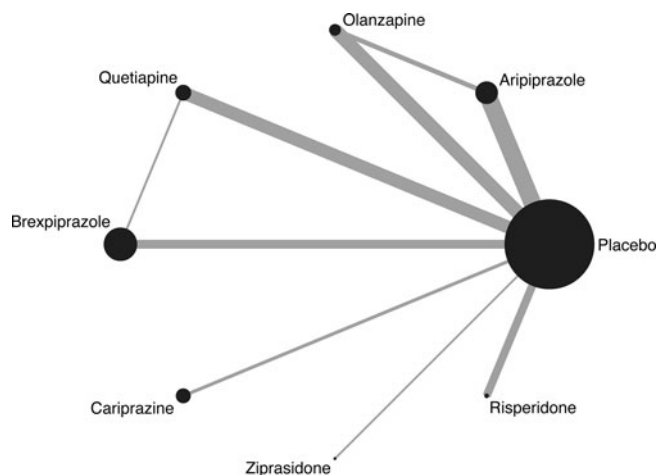 Olanzapine
Aripiprazole
Quetiapine
Brexpiprazole
Placebo
Cariprazine
Risperidone
Ziprasidone